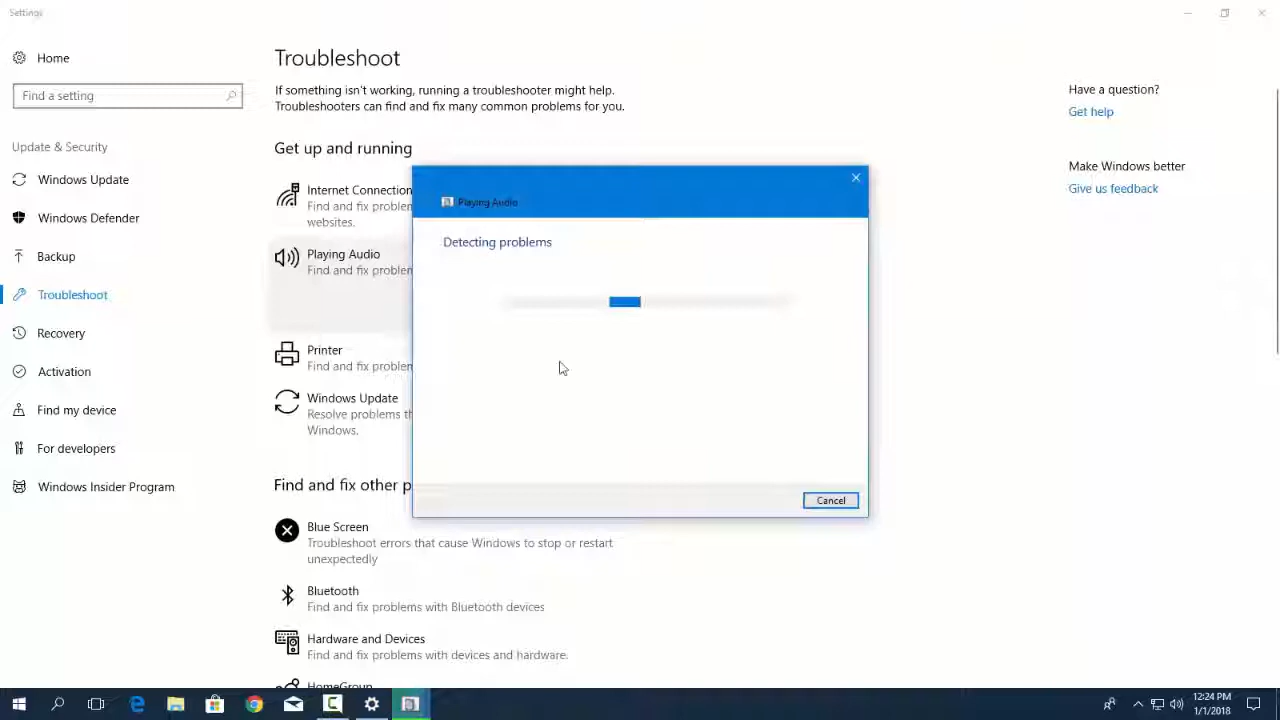 Settings
Home
Find a setting
Update & Security
Windows Update
Windows Defender
Backup
Troubleshoot
Recovery
Activation
Find my device
For developers
Windows Insider Program
Troubleshoot
If something isn't working, running a troubleshooter might help.
Troubleshooters can find and fix many common problems for you.
Get up and running
Internet Connection
Find and fix problem
websites.
Playing Audio
Find and fix problem
Printer
Find and fix problem
Windows Update
Resolve problems th
Windows.
Find and fix other p
Blue Screen
Troubleshoot errors that cause Windows to stop or restart
unexpectedly
Bluetooth
Find and fix problems with Bluetooth devices
Hardware and Devices
Find and fix problems with devices and hardware.
HomeGroup
Playing Audio
Detecting problems
Cancel
Have a question?
Get help
Make Windows better
Give us feedback
12:24 PM
1/1/2018